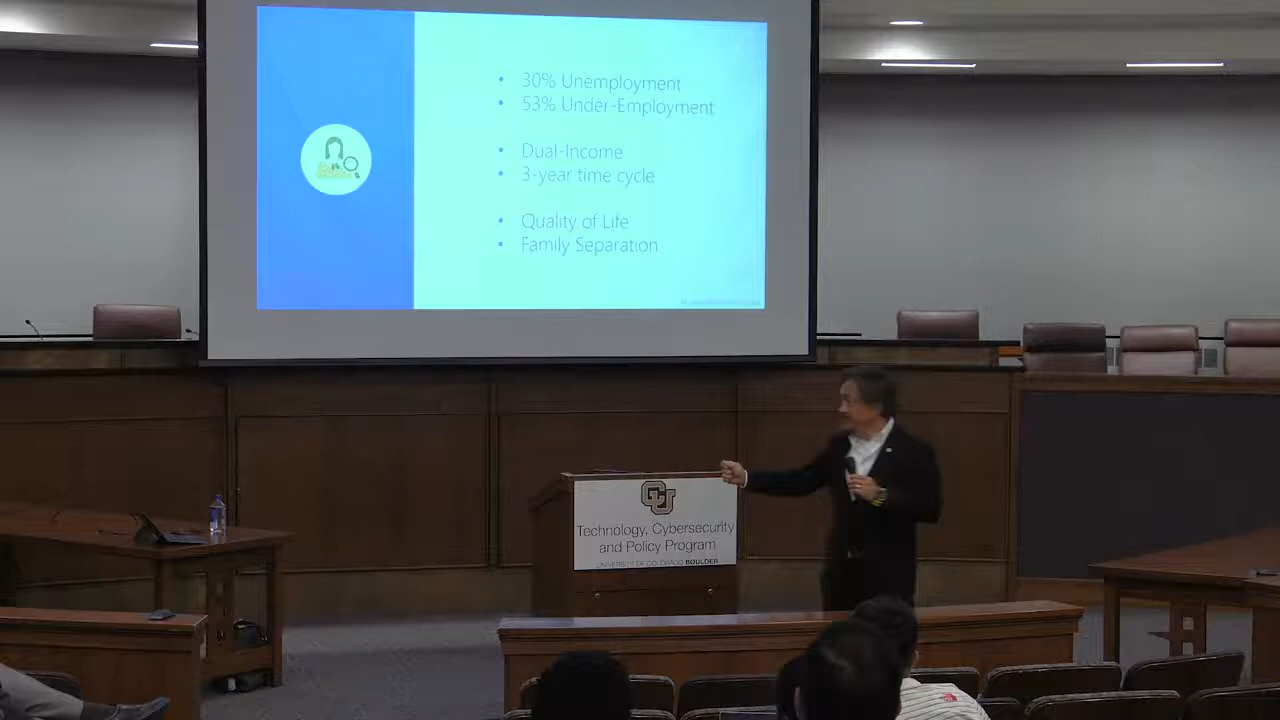 • 30% Unemployment
• 53% Under-Employment
• Dual-Income
• 3-year time cycle
• Quality of Life
• Family Separation
CU
Technology, Cybersecurity
and Policy Program
UNIVERSITY OF COLORADO BOULDER